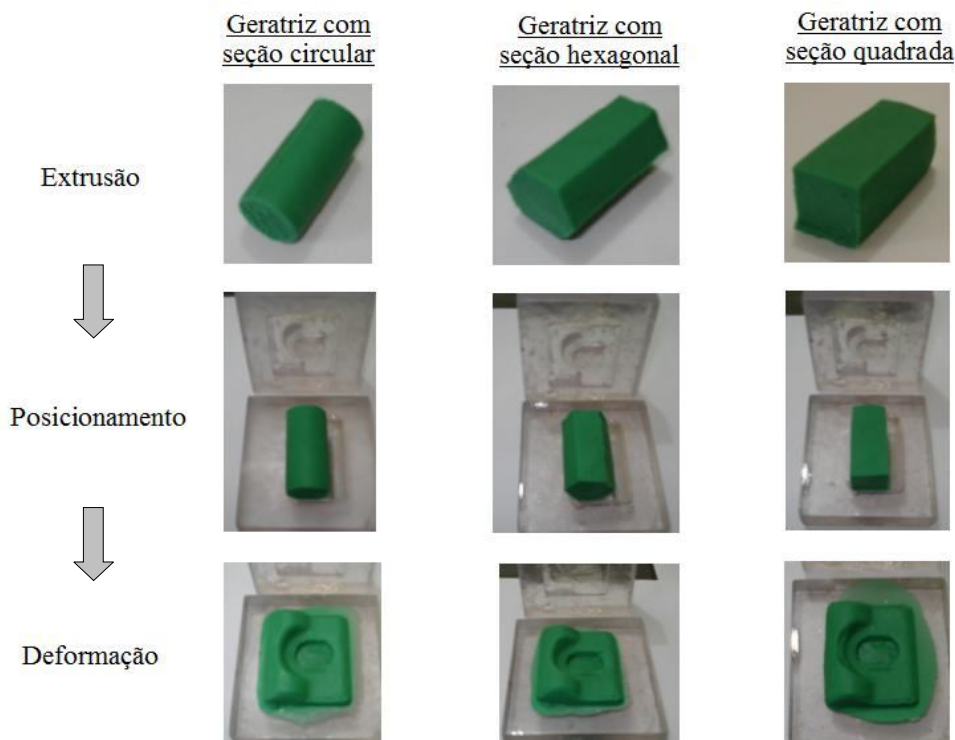 Geratriz com
seção circular
Geratriz com
seção hexagonal
Geratriz com
seção quadrada
Extrusão
Posicionamento
Deformação